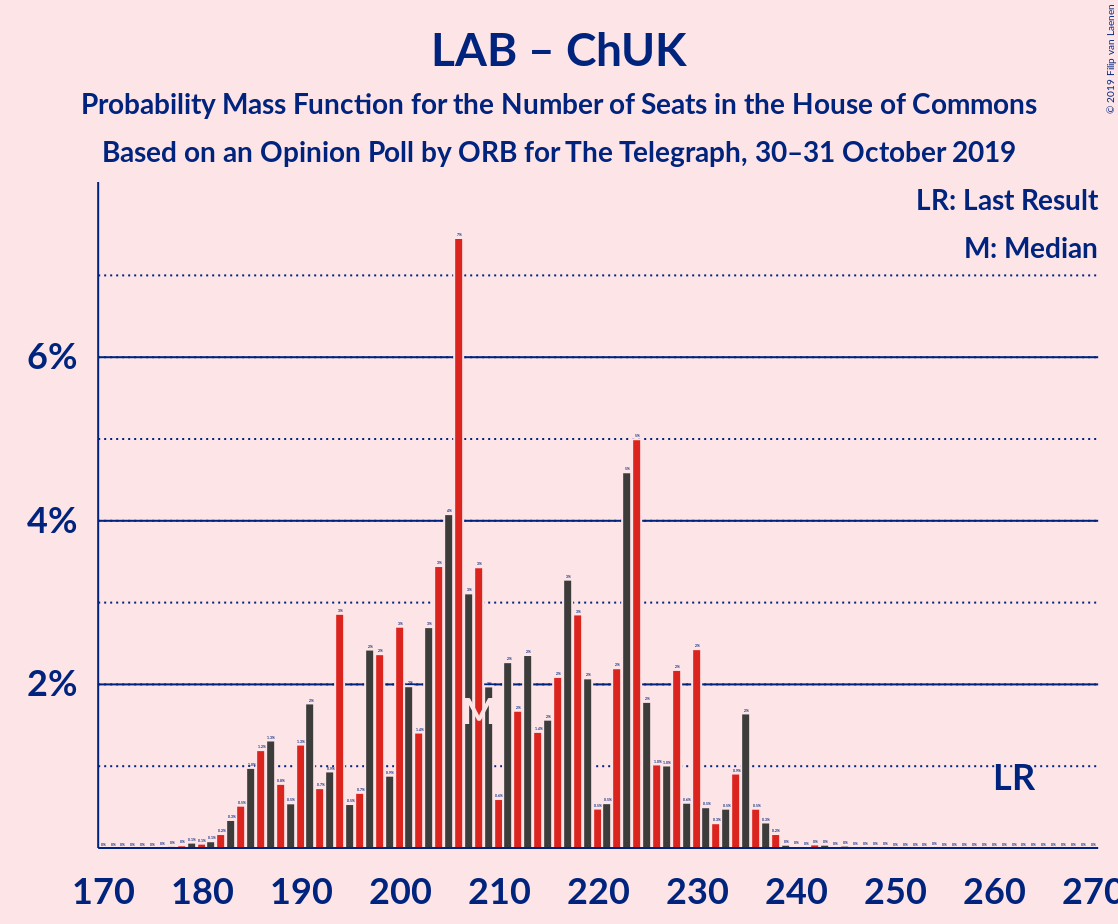 LAB – ChUK
Probability Mass Function for the Number of Seats in the House of Commons
Based on an Opinion Poll by ORB for The Telegraph, 30–31 October 2019
© 2019 Filip van Laenen
LR: Last Result
M: Median
6%
4%
2%
M
LR
170 180 190 200 210 220 230 240 250 260 270